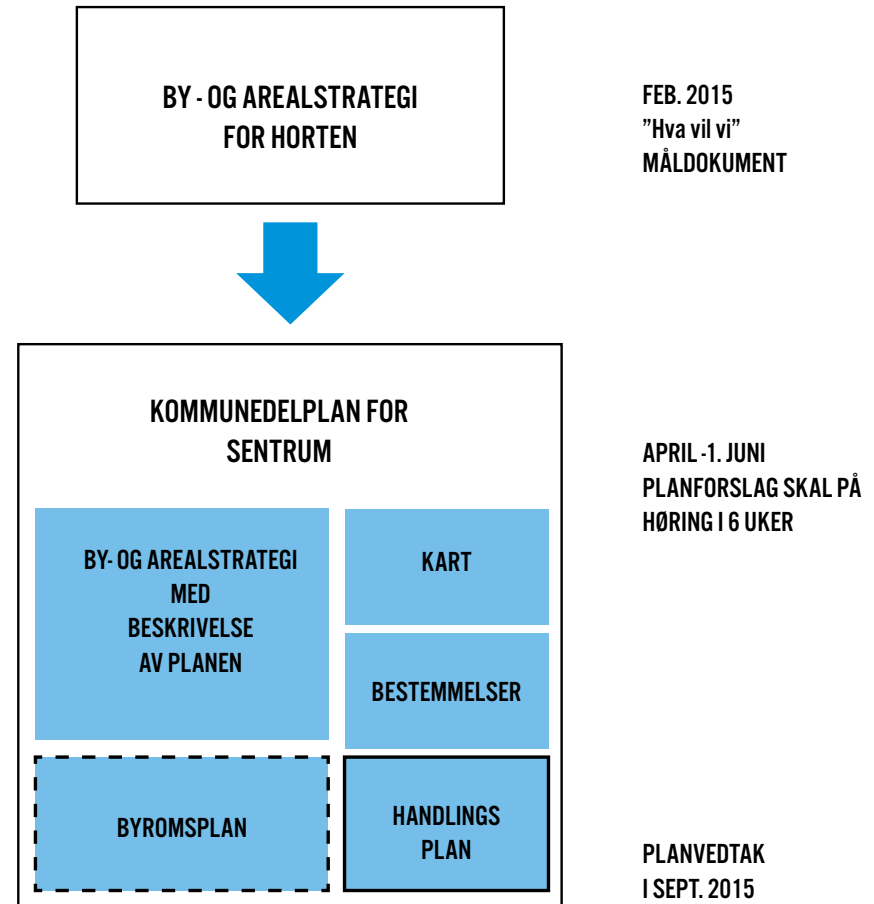 BY - OG AREALSTRATEGI
FOR HORTEN
FEB. 2015
”Hva vil vi”
MÅLDOKUMENT
KOMMUNEDELPLAN FOR
SENTRUM
APRIL -1. JUNI
PLANFORSLAG SKAL PÅ
HØRING I 6 UKER
BY- OG AREALSTRATEGI
MED
BESKRIVELSE
AV PLANEN
KART
BESTEMMELSER
BYROMSPLAN
HANDLINGS
PLAN
PLANVEDTAK
I SEPT. 2015